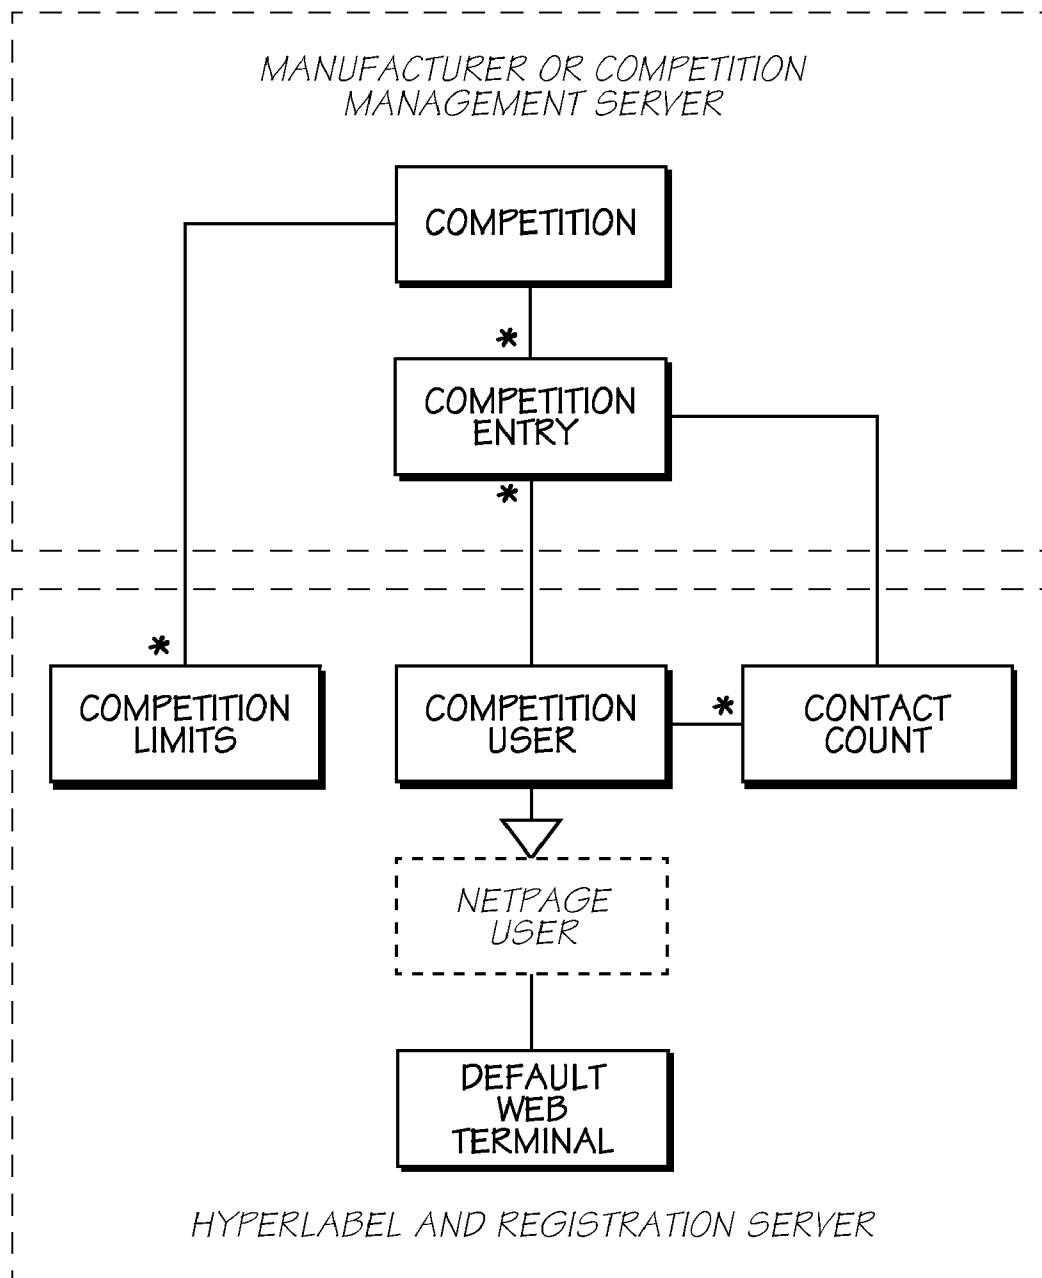 MANUFACTURER OR COMPETITION
MANAGEMENT SERVER
COMPETITION
*
COMPETITION
ENTRY
*
*
COMPETITION
LIMITS
COMPETITION
USER
*
CONTACT
COUNT
NETPAGE
USER
DEFAULT
WEB
TERMINAL
HYPERLABEL AND REGISTRATION SERVER